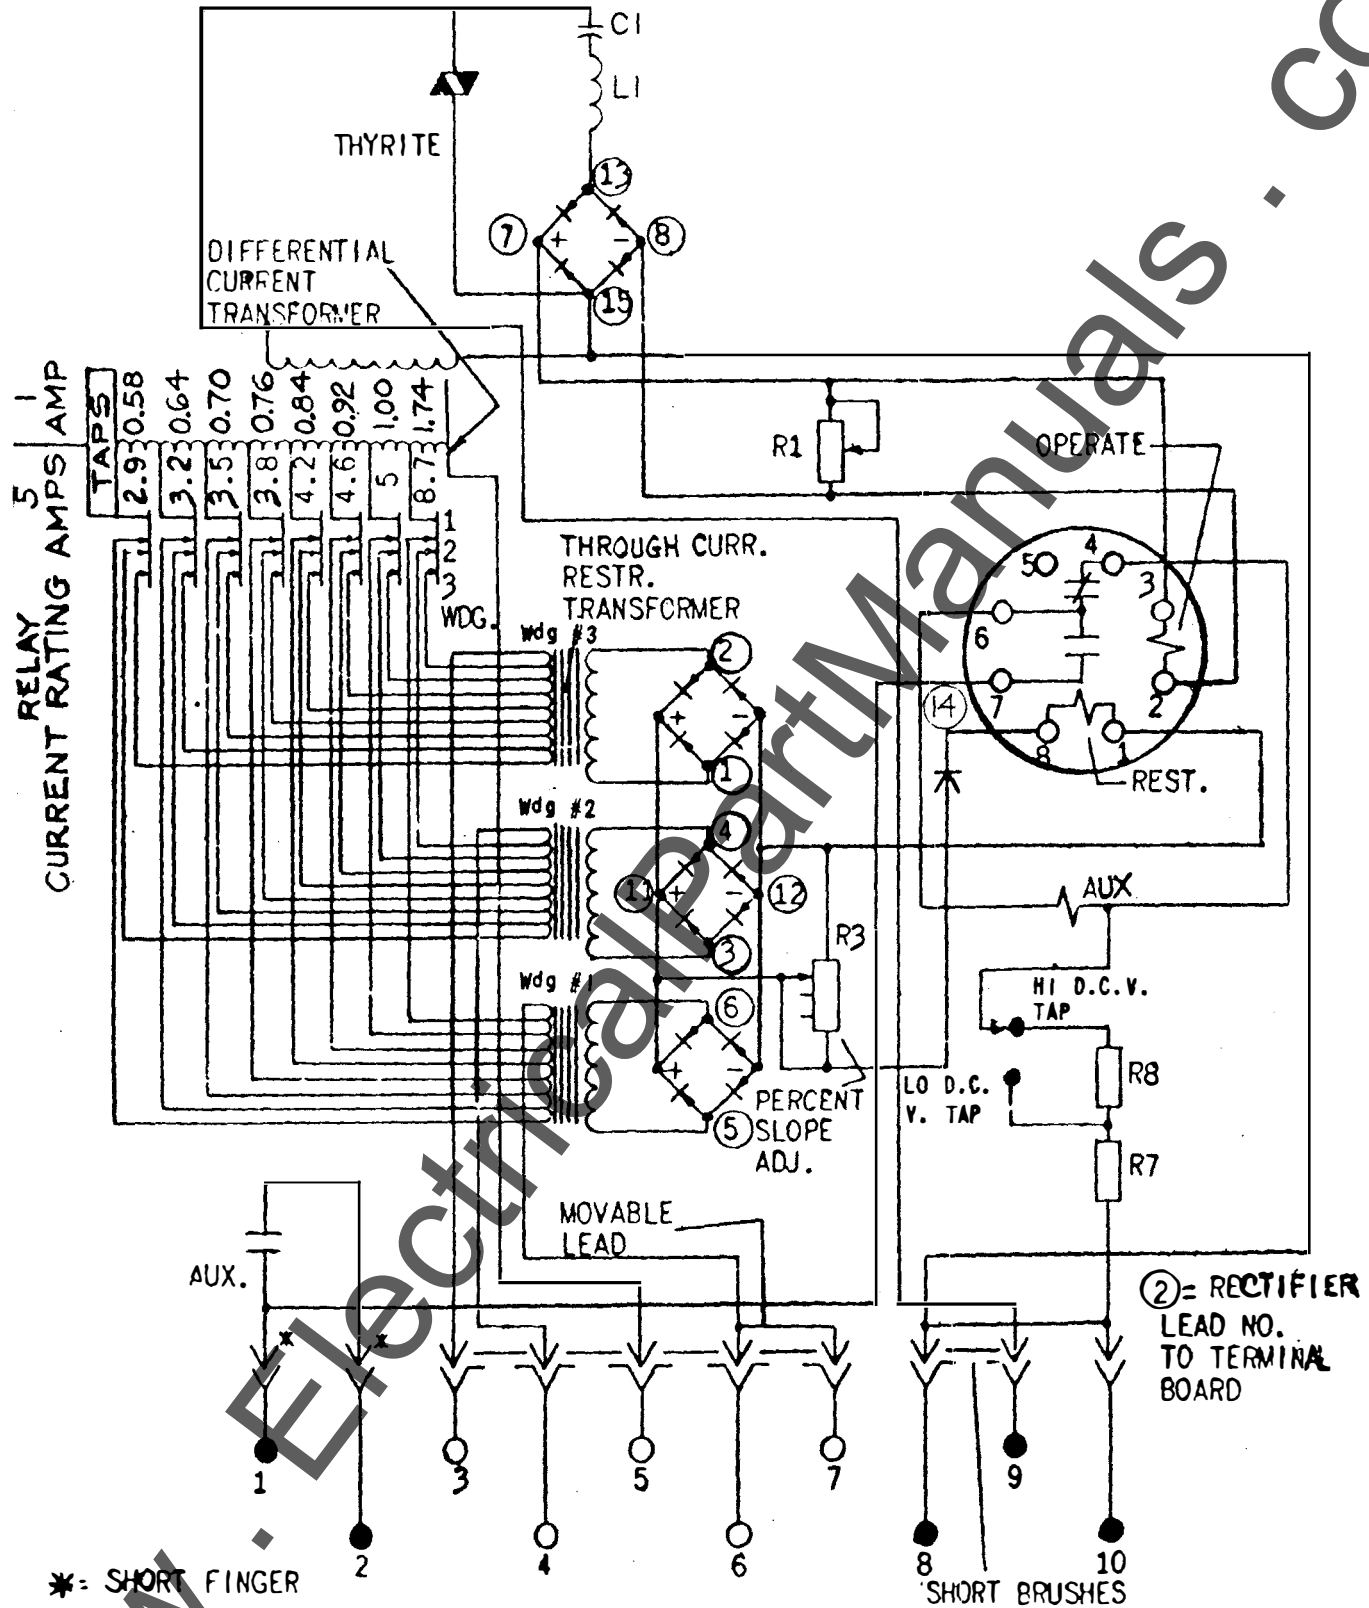 C1
L1
THYRITE
13
7
+
−
8
15
DIFFERENTIAL
CURRENT
TRANSFORMER
RELAY
CURRENT RATING
5 AMPS
1 AMP
TAPS
0.58
0.64
0.70
0.76
0.84
0.92
1.00
1.74
2.9
3.2
3.5
3.8
4.2
4.6
5
8.7
1
2
3
WDG.
R1
OPERATE
THROUGH CURR.
RESTR.
TRANSFORMER
5
4
3
6
7
2
8
1
14
REST.
Wdg #3
2
+
−
1
Wdg #2
4
11
+
−
12
3
Wdg #1
6
+
−
5
R3
PERCENT
SLOPE
ADJ.
AUX
HI D.C.V.
TAP
LO D.C.
V. TAP
R8
R7
MOVABLE
LEAD
AUX.
*
*
2 = RECTIFIER
LEAD NO.
TO TERMINAL
BOARD
1
2
3
4
5
6
7
8
9
10
*= SHORT FINGER
SHORT BRUSHES
w . ElectricalPartManuals . co